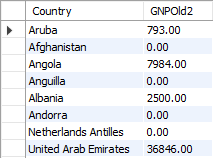 Country GNPOld2
Aruba 793.00
Afghanistan 0.00
Angola 7984.00
Anguilla 0.00
Albania 2500.00
Andorra 0.00
Netherlands Antilles 0.00
United Arab Emirates 36846.00